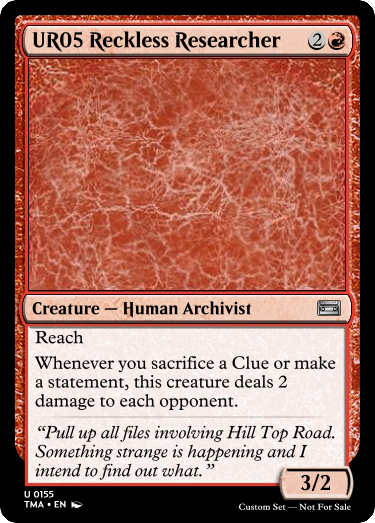 UR05 Reckless Researcher 2
Creature — Human Archivist
Reach
Whenever you sacrifice a Clue or make
a statement, this creature deals 2
damage to each opponent.
“Pull up all files involving Hill Top Road.
Something strange is happening and I
intend to find out what.”
3/2
U 0155
TMA • EN
Custom Set — Not For Sale